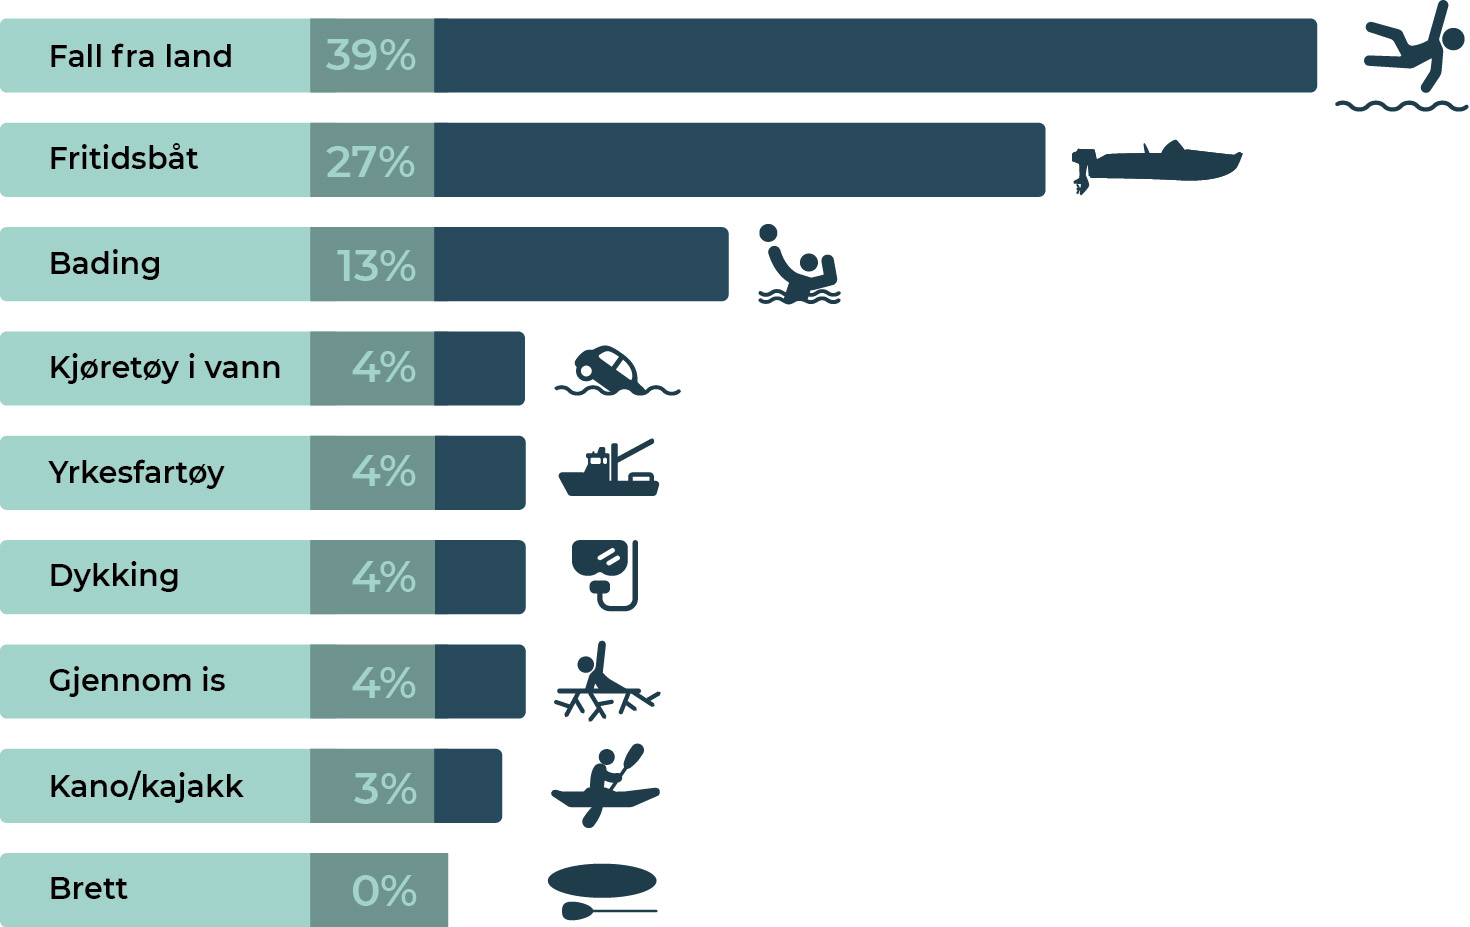 Fall fra land 39%
Fritidsbåt 27%
Bading 13%
Kjøretøy i vann 4%
Yrkesfartøy 4%
Dykking 4%
Gjennom is 4%
Kano/kajakk 3%
Brett 0%